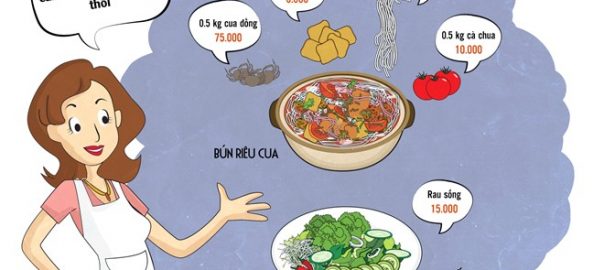 thôi
0.5 kg cua đồng
75.000
0.5 kg cà chua
10.000
BÚN RIÊU CUA
Rau sống
15.000